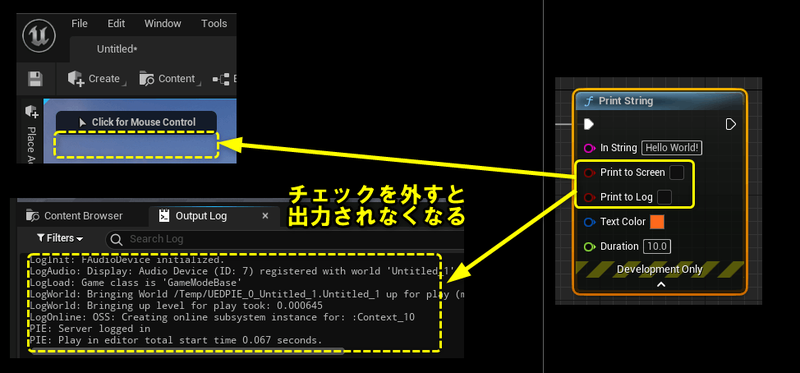 File Edit Window Tools
Untitled*
Create Content
Place
Click for Mouse Control
チェックを外すと
出力されなくなる
Content Browser Output Log
Filters Search Log
LogInit: FAudioDevice initialized.
LogAudio: Display: Audio Device (ID: 7) registered with world 'Untitled_1'
LogLoad: Game class is 'GameModeBase'
LogWorld: Bringing World /Temp/UEDPIE_0_Untitled_1.Untitled_1 up for play (m
LogWorld: Bringing up level for play took: 0.000645
LogOnline: OSS: Creating online subsystem instance for: :Context_10
PIE: Server logged in
PIE: Play in editor total start time 0.067 seconds.
Print String
In String Hello World!
Print to Screen
Print to Log
Text Color
Duration 10.0
Development Only